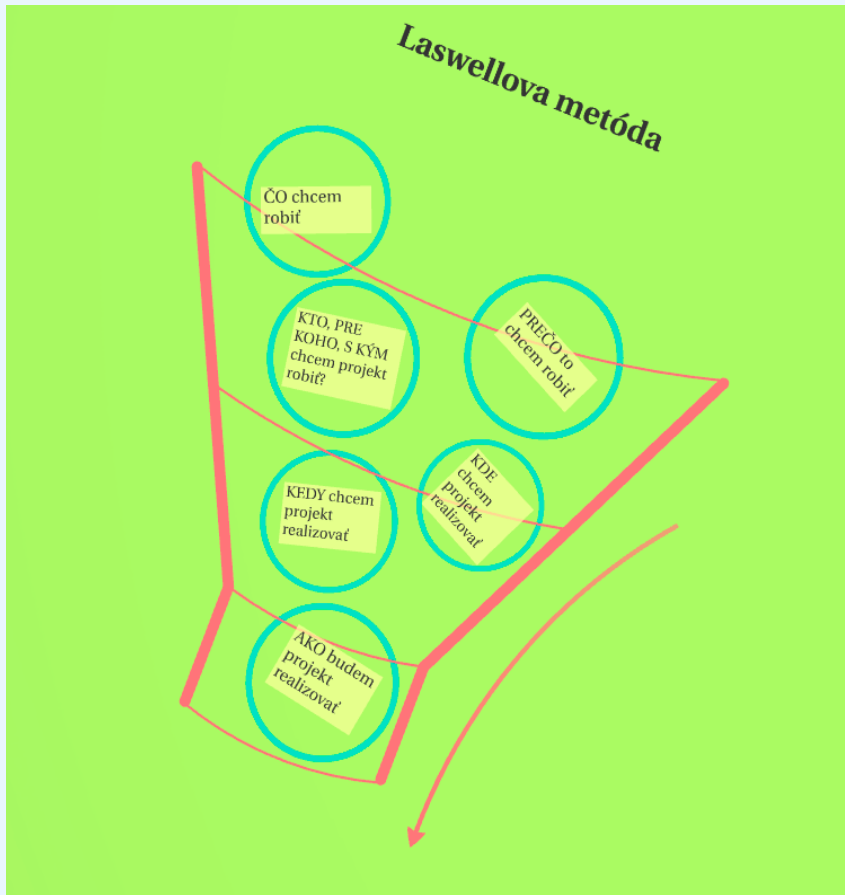 Laswellova metóda
ČO chcem
robiť
KTO, PRE
KOHO, S KÝM
chcem projekt
robiť?
PREČO to
chcem robiť
KEDY chcem
projekt
realizovať
KDE
chcem
projekt
realizovať
AKO budem
projekt
realizovať